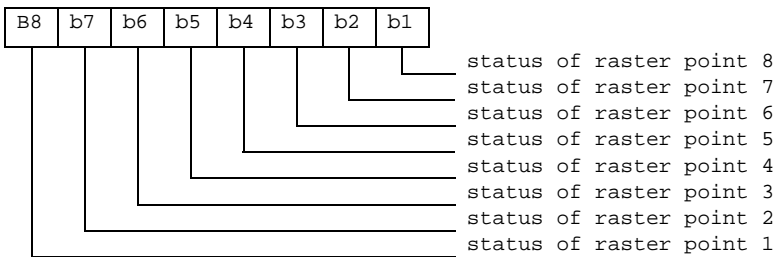 B8 b7 b6 b5 b4 b3 b2 b1
status of raster point 8
status of raster point 7
status of raster point 6
status of raster point 5
status of raster point 4
status of raster point 3
status of raster point 2
status of raster point 1